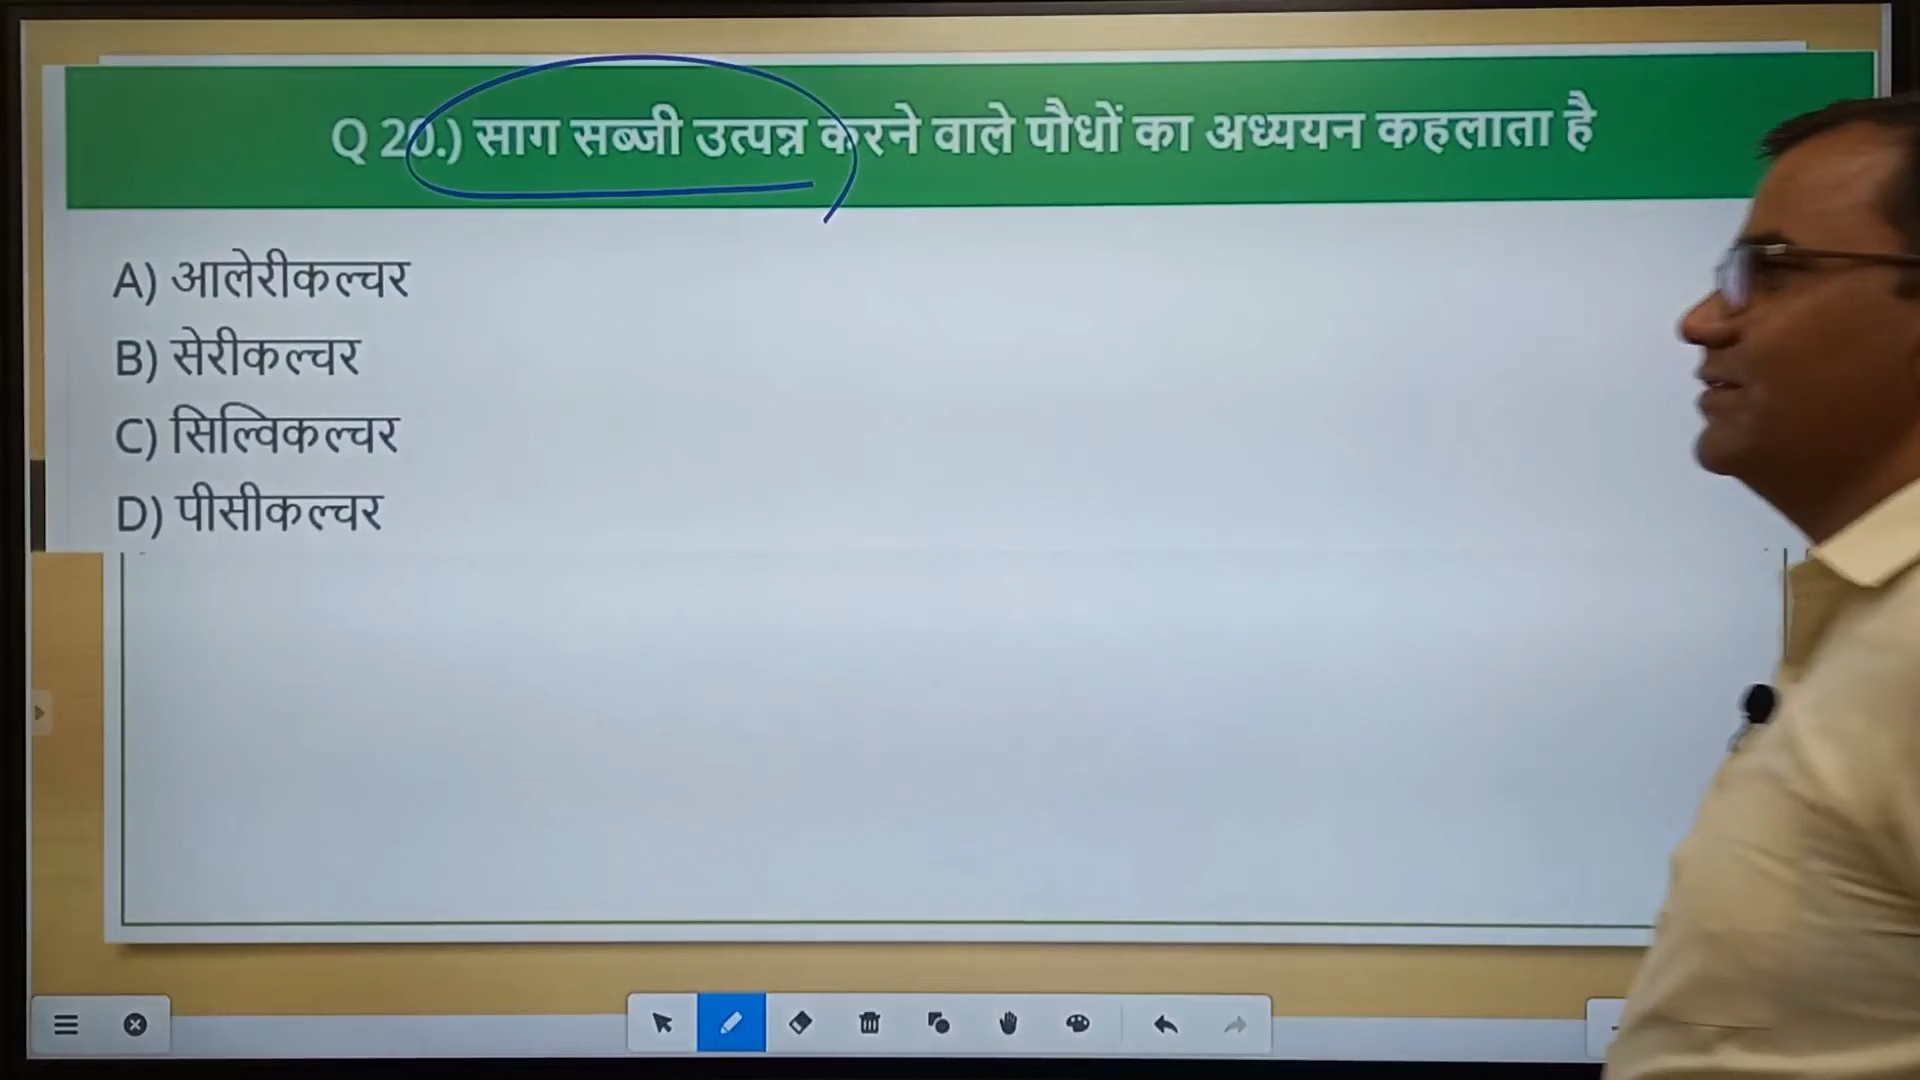 Q 20.) साग सब्जी उत्पन्न करने वाले पौधों का अध्ययन कहलाता है
A) आलेरीकल्चर
B) सेरीकल्चर
C) सिल्विकल्चर
D) पीसीकल्चर